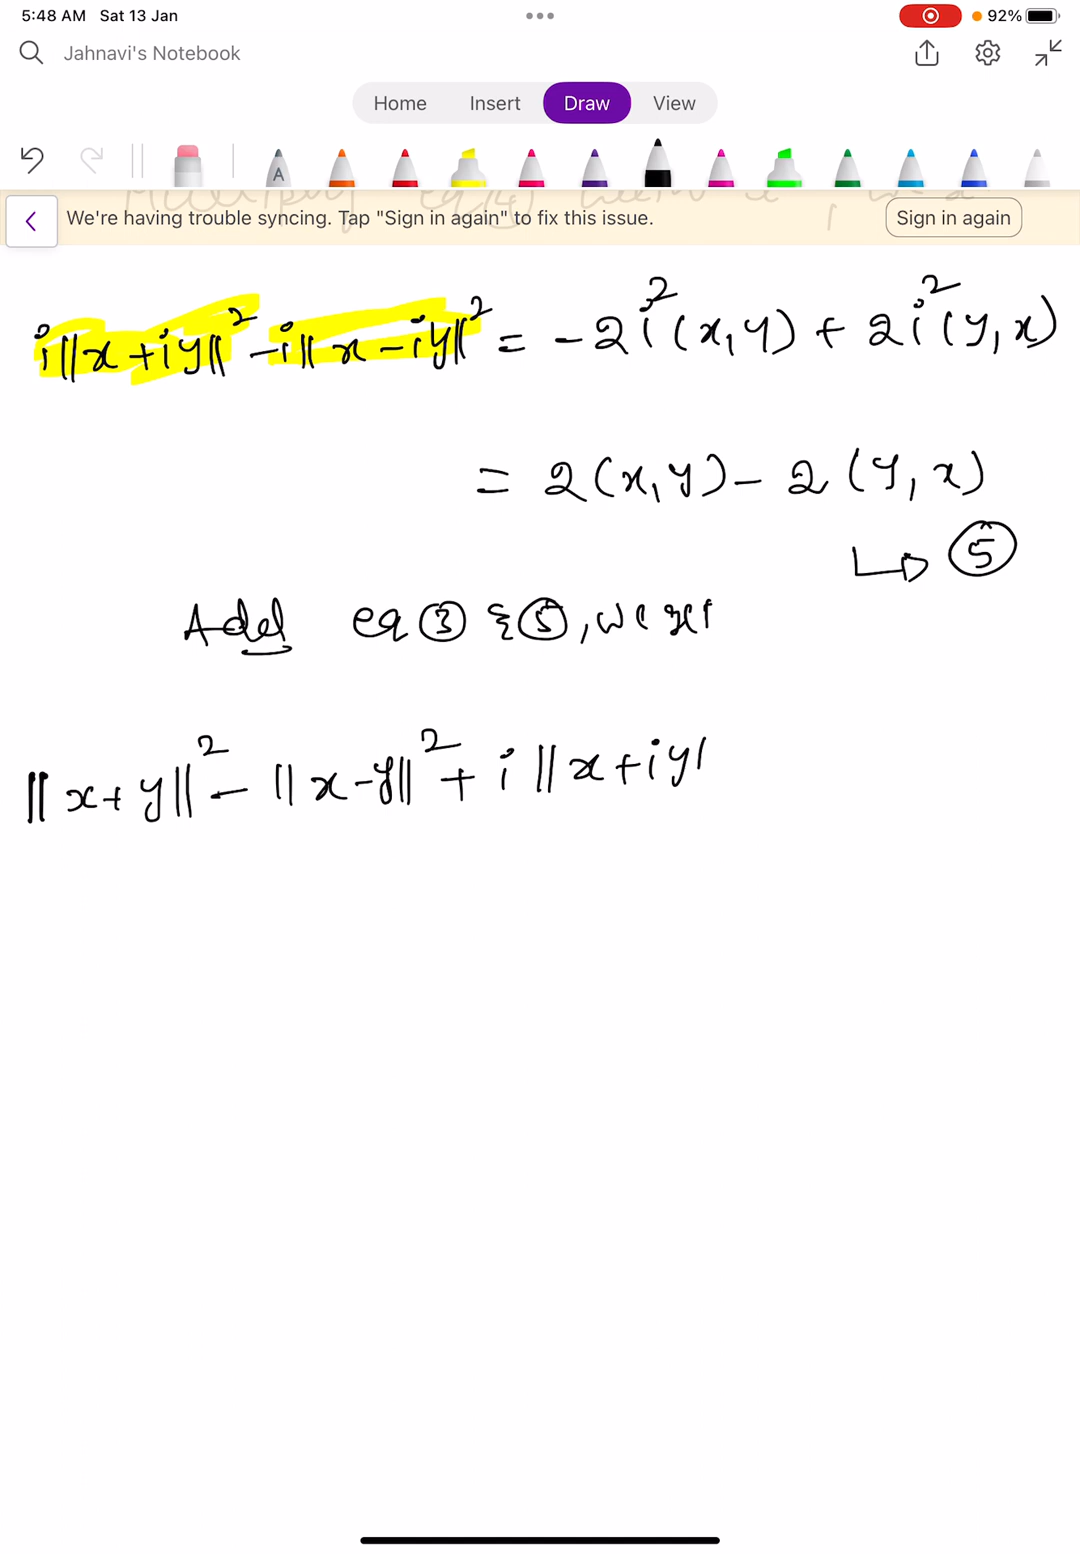 5:48 AM Sat 13 Jan
92%
Jahnavi's Notebook
Home Insert Draw View
A
We're having trouble syncing. Tap "Sign in again" to fix this issue.
Sign in again
i||x+iy||² -i||x-iy||² = -2i²(x,y) + 2i²(y,x)
= 2(x,y) - 2(y,x)
↳ ⑤
Add eq ③ & ⑤, we get
||x+y||² - ||x-y||² + i ||x+iy|